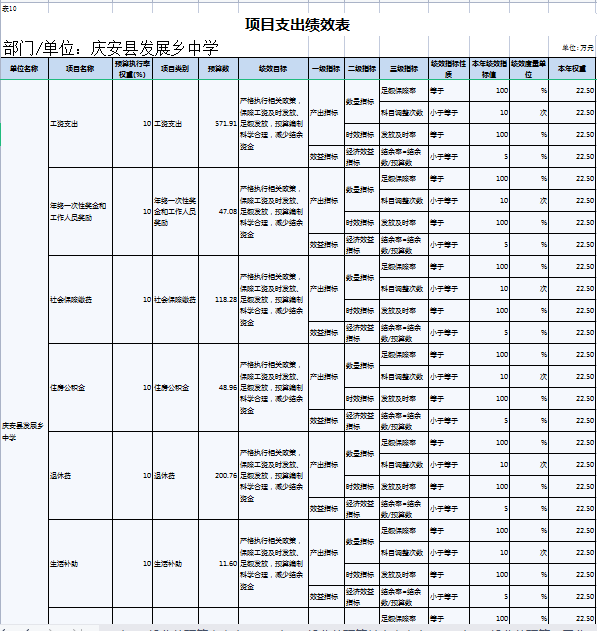 表10
项目支出绩效表
部门/单位：庆安县发展乡中学
单位：万元
单位名称 项目名称 预算执行率权重(%) 项目类别 预算数 绩效目标 一级指标 二级指标 三级指标 绩效指标性质 本年绩效指标值 绩效度量单位 本年权重
庆安县发展乡中学
工资支出 10 工资支出 571.91 严格执行相关政策，保障工资及时发放、足额发放，预算编制科学合理，减少结余资金
产出指标 数量指标 足额保障率 等于 100 % 22.50
科目调整次数 小于等于 10 次 22.50
时效指标 发放及时率 等于 100 % 22.50
效益指标 经济效益指标 结余率=结余数/预算数 小于等于 5 % 22.50
年终一次性奖金和工作人员奖励 10 年终一次性奖金和工作人员奖励 47.08 严格执行相关政策，保障工资及时发放、足额发放，预算编制科学合理，减少结余资金
产出指标 数量指标 足额保障率 等于 100 % 22.50
科目调整次数 小于等于 10 次 22.50
时效指标 发放及时率 等于 100 % 22.50
效益指标 经济效益指标 结余率=结余数/预算数 小于等于 5 % 22.50
社会保障缴费 10 社会保障缴费 118.28 严格执行相关政策，保障工资及时发放、足额发放，预算编制科学合理，减少结余资金
产出指标 数量指标 足额保障率 等于 100 % 22.50
科目调整次数 小于等于 10 次 22.50
时效指标 发放及时率 等于 100 % 22.50
效益指标 经济效益指标 结余率=结余数/预算数 小于等于 5 % 22.50
住房公积金 10 住房公积金 48.96 严格执行相关政策，保障工资及时发放、足额发放，预算编制科学合理，减少结余资金
产出指标 数量指标 足额保障率 等于 100 % 22.50
科目调整次数 小于等于 10 次 22.50
时效指标 发放及时率 等于 100 % 22.50
效益指标 经济效益指标 结余率=结余数/预算数 小于等于 5 % 22.50
退休费 10 退休费 200.76 严格执行相关政策，保障工资及时发放、足额发放，预算编制科学合理，减少结余资金
产出指标 数量指标 足额保障率 等于 100 % 22.50
科目调整次数 小于等于 10 次 22.50
时效指标 发放及时率 等于 100 % 22.50
效益指标 经济效益指标 结余率=结余数/预算数 小于等于 5 % 22.50
生活补助 10 生活补助 11.60 严格执行相关政策，保障工资及时发放、足额发放，预算编制科学合理，减少结余资金
产出指标 数量指标 足额保障率 等于 100 % 22.50
科目调整次数 小于等于 10 次 22.50
时效指标 发放及时率 等于 100 % 22.50
效益指标 经济效益指标 结余率=结余数/预算数 小于等于 5 % 22.50
足额保障率 等于 100 % 22.50